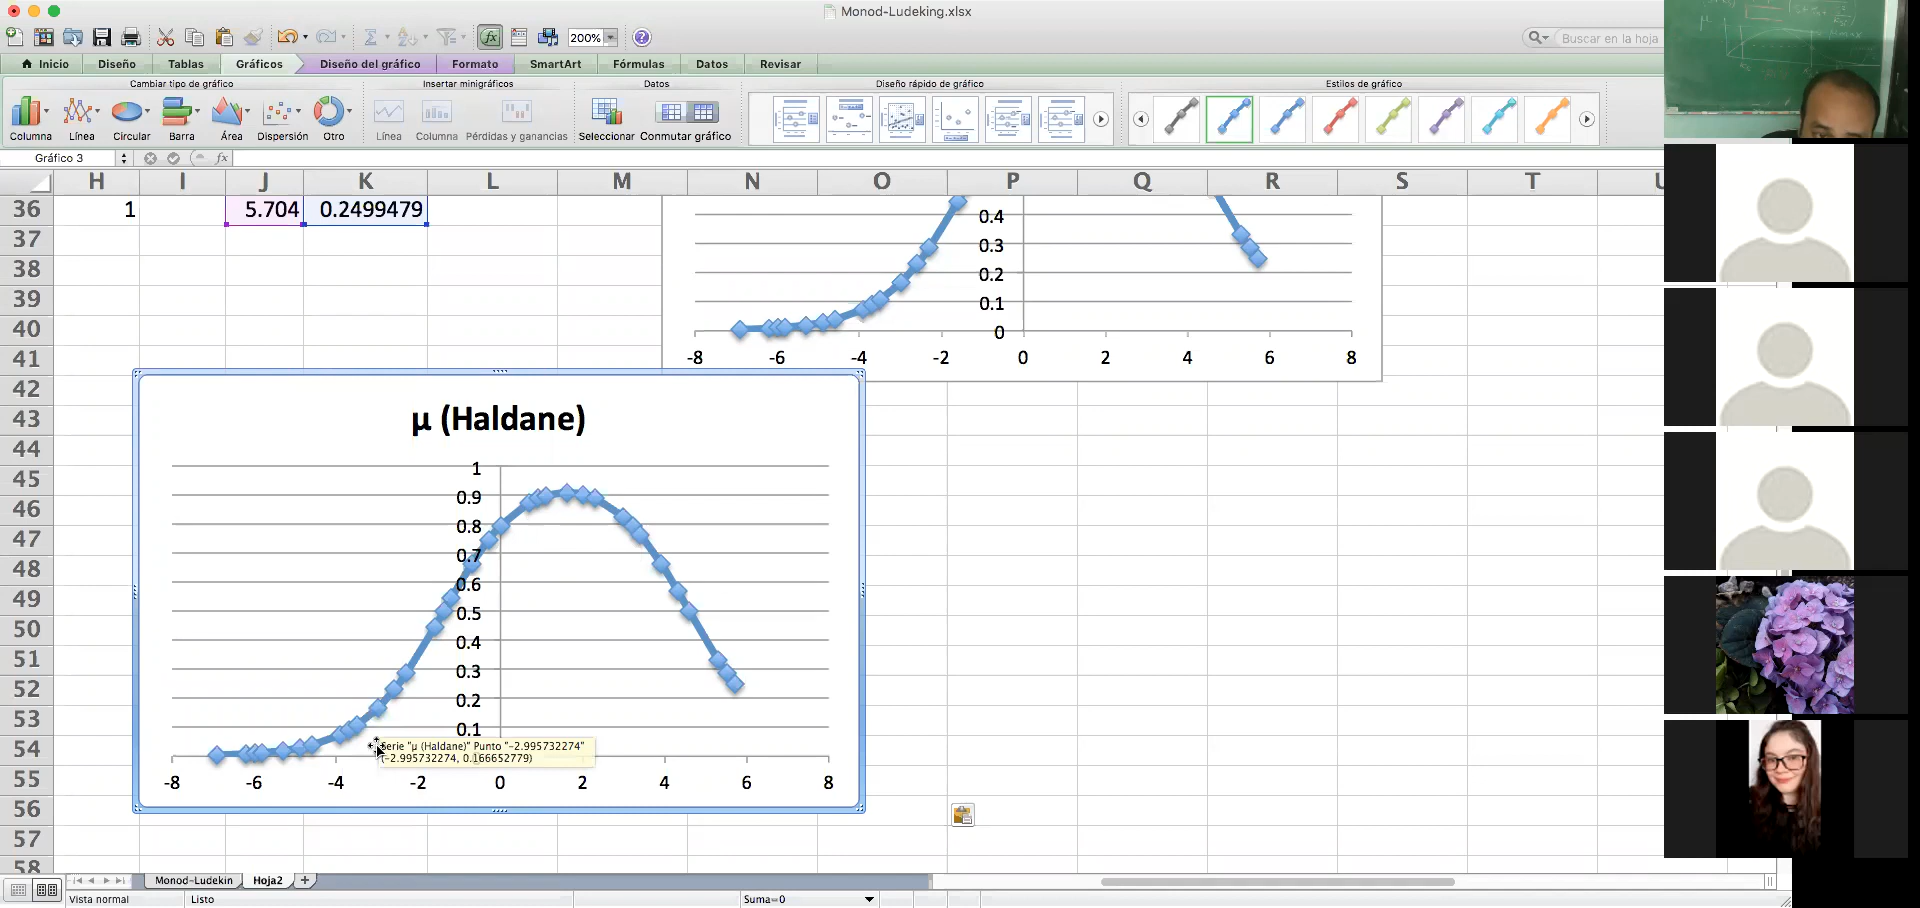 Monod-Ludeking.xlsx
200%
Buscar en la hoja
Inicio
Diseño
Tablas
Gráficos
Diseño del gráfico
Formato
SmartArt
Fórmulas
Datos
Revisar
Cambiar tipo de gráfico
Insertar minigráficos
Datos
Diseño rápido de gráfico
Estilos de gráfico
Columna
Línea
Circular
Barra
Área
Dispersión
Otro
Línea
Columna
Pérdidas y ganancias
Seleccionar
Conmutar gráfico
Gráfico 3
fx
H I J K L M N O P Q R S T U
36 1 5.704 0.2499479
37
38
39
40
41
42
43
44
45
46
47
48
49
50
51
52
53
54
55
56
57
58
0.4
0.3
0.2
0.1
0
-8 -6 -4 -2 0 2 4 6 8
μ (Haldane)
1
0.9
0.8
0.7
0.6
0.5
0.4
0.3
0.2
0.1
Serie "μ (Haldane)" Punto "-2.995732274"
(-2.995732274, 0.166652779)
-8 -6 -4 -2 0 2 4 6 8
Monod-Ludekin
Hoja2
Vista normal
Listo
Suma=0